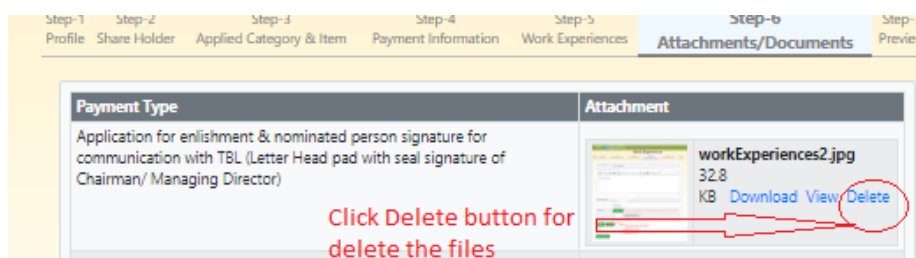 Step-1 Step-2 Step-3 Step-4 Step-5 Step-6 Step-
Profile Share Holder Applied Category & Item Payment Information Work Experiences Attachments/Documents Previe
Payment Type Attachment
Application for enlishment & nominated person signature for
communication with TBL (Letter Head pad with seal signature of
Chairman/ Managing Director)
workExperiences2.jpg
32.8
KB Download View Delete
Click Delete button for
delete the files